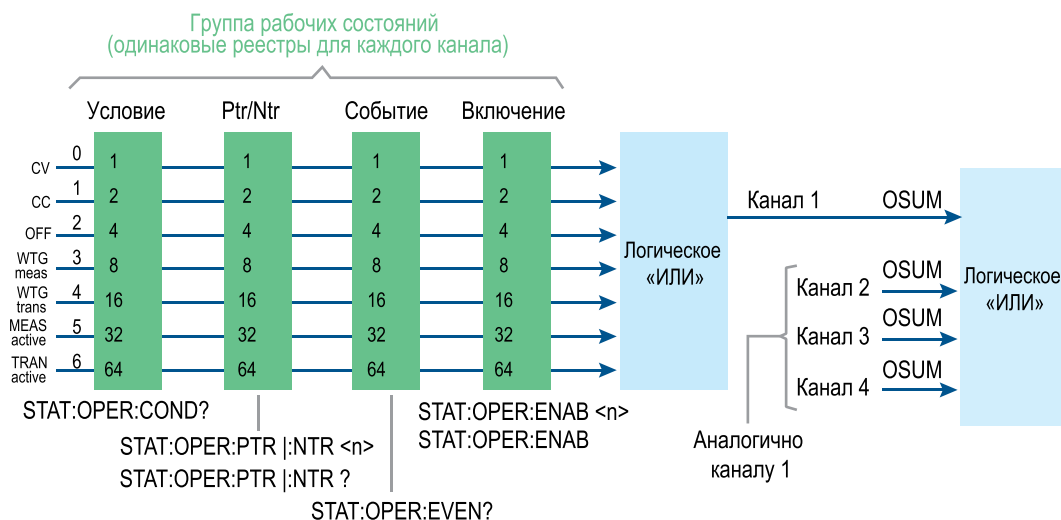 Группа рабочих состояний
(одинаковые реестры для каждого канала)
Условие Ptr/Ntr Событие Включение
CV 0 1 1 1 1
CC 1 2 2 2 2
OFF 2 4 4 4 4
WTG
meas 3 8 8 8 8
WTG
trans 4 16 16 16 16
MEAS
active 5 32 32 32 32
TRAN
active 6 64 64 64 64
STAT:OPER:COND?
STAT:OPER:PTR |:NTR <n>
STAT:OPER:PTR |:NTR ?
STAT:OPER:EVEN?
STAT:OPER:ENAB <n>
STAT:OPER:ENAB
Логическое
«ИЛИ»
Канал 1 OSUM
Канал 2 OSUM
Канал 3 OSUM
Канал 4 OSUM
Аналогично
каналу 1
Логическое
«ИЛИ»